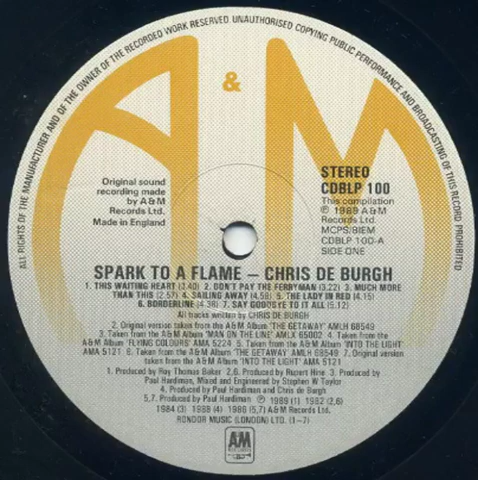 ALL RIGHTS OF THE MANUFACTURER AND OF THE OWNER OF THE RECORDED WORK RESERVED UNAUTHORISED COPYING PUBLIC PERFORMANCE AND BROADCASTING OF THIS RECORD PROHIBITED
A & M
Original sound
recording made
by A & M
Records Ltd.
Made in England
STEREO
CDBLP 100
This compilation
℗ 1989 A & M
Records Ltd.
MCPS/BIEM
CDBLP 100-A
SIDE ONE
SPARK TO A FLAME – CHRIS DE BURGH
1. THIS WAITING HEART (3.40) 2. DON'T PAY THE FERRYMAN (3.22) 3. MUCH MORE
THAN THIS (2.57) 4. SAILING AWAY (4.58) 5. THE LADY IN RED (4.15)
6. BORDERLINE (4.38) 7. SAY GOODBYE TO IT ALL (5.12)
All tracks written by CHRIS DE BURGH
2. Original version taken from the A&M Album 'THE GETAWAY' AMLH 68549
3. Taken from the A&M Album 'MAN ON THE LINE' AMLX 65002 4. Taken from the
A&M Album 'FLYING COLOURS' AMA 5224 5. Taken from the A&M Album 'INTO THE LIGHT'
AMA 5121 6. Taken from the A&M Album 'THE GETAWAY' AMLH 68549 7. Original version
taken from the A&M Album 'INTO THE LIGHT' AMA 5121
1. Produced by Roy Thomas Baker 2,6. Produced by Rupert Hine 3. Produced by
Paul Hardiman, Mixed and Engineered by Stephen W Taylor
4. Produced by Paul Hardiman and Chris de Burgh
5,7. Produced by Paul Hardiman ℗ 1989 (1) 1982 (2,6)
1984 (3) 1988 (4) 1986 (5,7) A&M Records Ltd.
RONDOR MUSIC (LONDON) LTD. (1–7)
AM